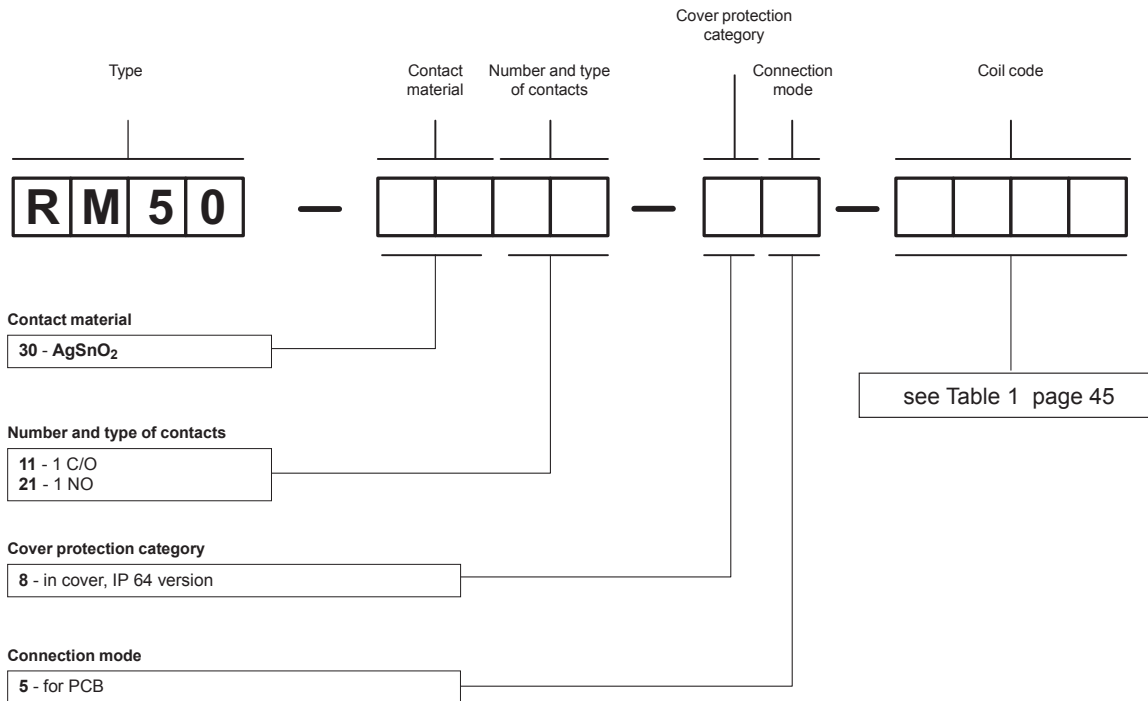 Cover protection
category
Type
Contact
material
Number and type
of contacts
Connection
mode
Coil code
RM50 — — —
Contact material
30 - AgSnO2
see Table 1 page 45
Number and type of contacts
11 - 1 C/O
21 - 1 NO
Cover protection category
8 - in cover, IP 64 version
Connection mode
5 - for PCB